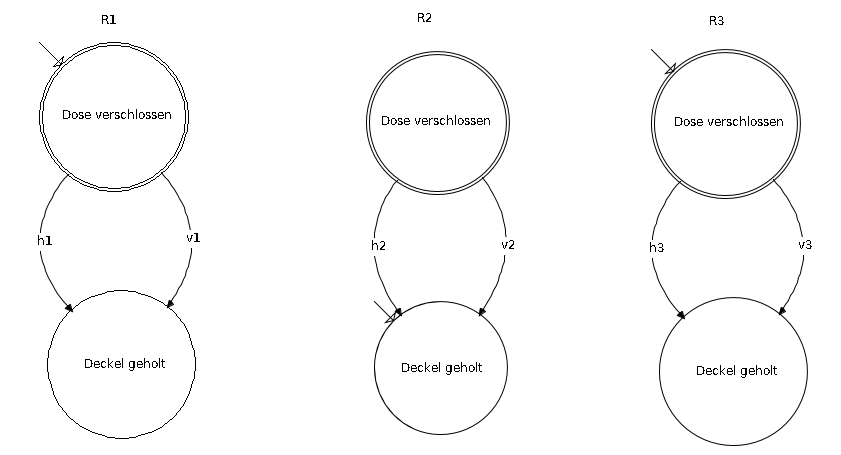 R1
R2
R3
Dose verschlossen
Dose verschlossen
Dose verschlossen
h1
v1
h2
v2
h3
v3
Deckel geholt
Deckel geholt
Deckel geholt